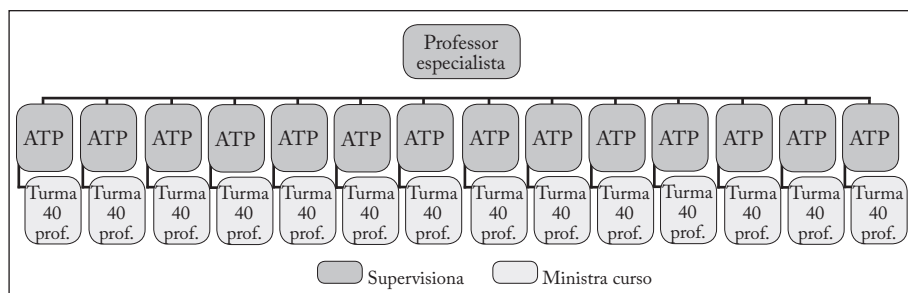 Professor
especialista
ATP ATP ATP ATP ATP ATP ATP ATP ATP ATP ATP ATP ATP ATP
Turma Turma Turma Turma Turma Turma Turma Turma Turma Turma Turma Turma Turma Turma
40 40 40 40 40 40 40 40 40 40 40 40 40 40
prof. prof. prof. prof. prof. prof. prof. prof. prof. prof. prof. prof. prof. prof.
Supervisiona Ministra curso